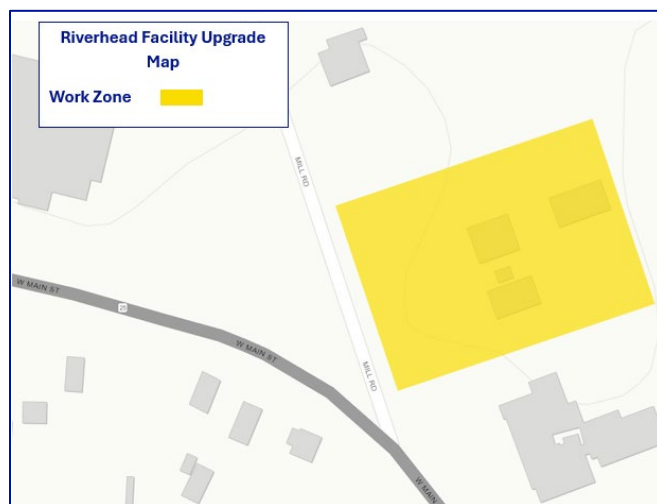 Riverhead Facility Upgrade
Map
Work Zone
MILL RD
W MAIN ST
25
W MAIN ST
MILL RD
W MAIN